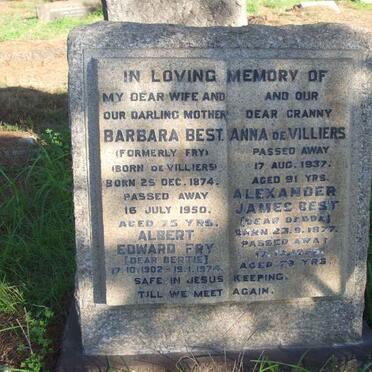 IN LOVING MEMORY OF
MY DEAR WIFE AND
OUR DARLING MOTHER
BARBARA BEST
(FORMERLY FRY)
(BORN DE VILLIERS)
BORN 25 DEC. 1874.
PASSED AWAY
16 JULY 1950.
AGED 75 YRS.
ALBERT
EDWARD FRY
[DEAR BERTIE]
17·10·1902 – 19·1·1974.
AND OUR
DEAR GRANNY
ANNA DE VILLIERS
PASSED AWAY
17 AUG. 1937.
AGED 91 YRS.
ALEXANDER
JAMES BEST
BORN 23.9.1877.
PASSED AWAY
AGED 79 YRS
SAFE IN JESUS KEEPING.
TILL WE MEET AGAIN.